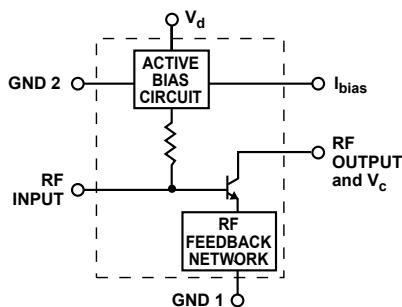 V_d
ACTIVE
BIAS
CIRCUIT
GND 2
I_bias
RF
INPUT
RF
OUTPUT
and V_c
RF
FEEDBACK
NETWORK
GND 1